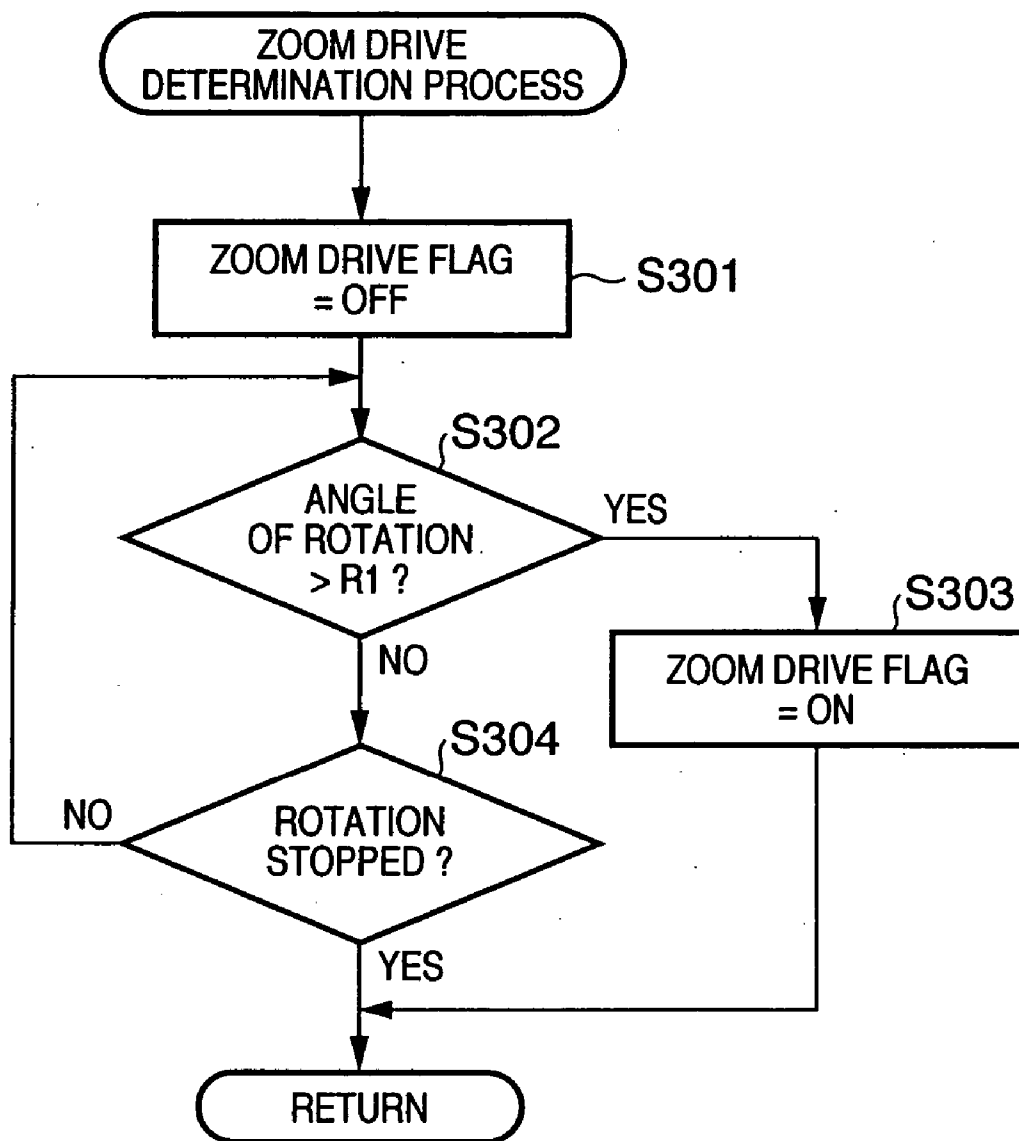 ZOOM DRIVE
DETERMINATION PROCESS
ZOOM DRIVE FLAG
= OFF
S301
S302
ANGLE
OF ROTATION
> R1 ?
YES
NO
S303
ZOOM DRIVE FLAG
= ON
S304
NO
ROTATION
STOPPED ?
YES
RETURN